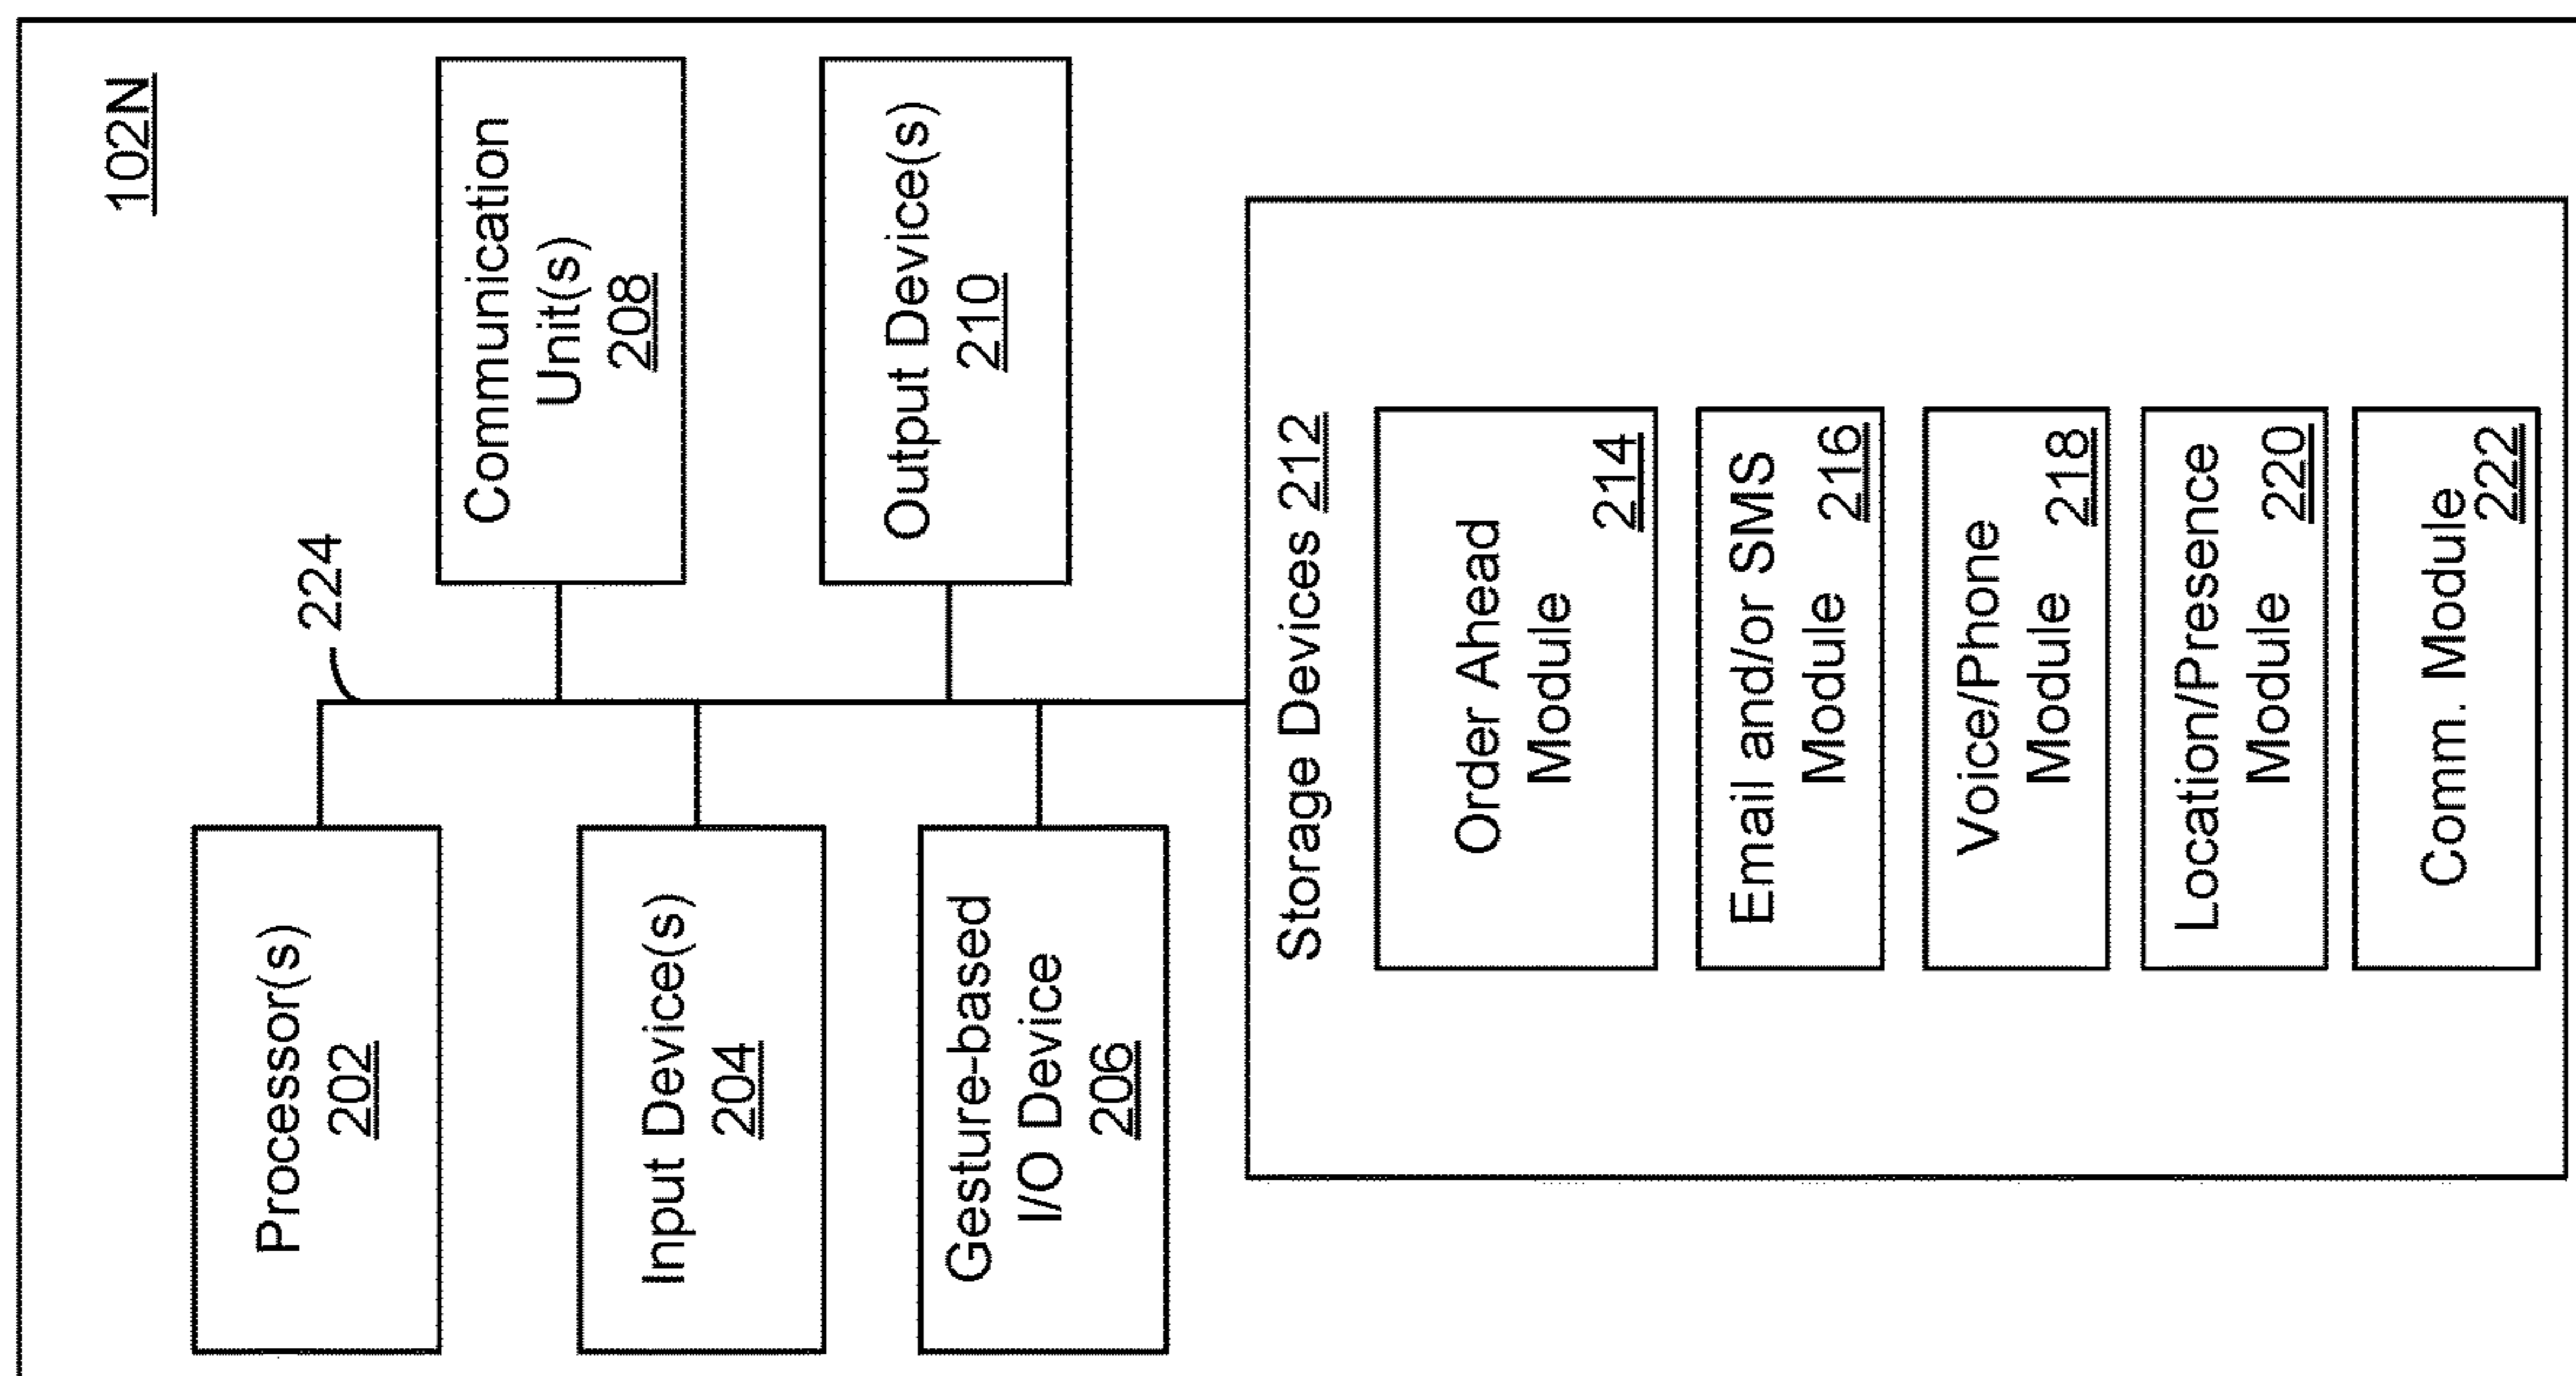 102N
224
Processor(s)
202
Communication
Unit(s)
208
Input Device(s)
204
Output Device(s)
210
Gesture-based
I/O Device
206
Storage Devices 212
Order Ahead
Module
214
Email and/or SMS
Module 216
Voice/Phone
Module 218
Location/Presence
Module 220
Comm. Module
222